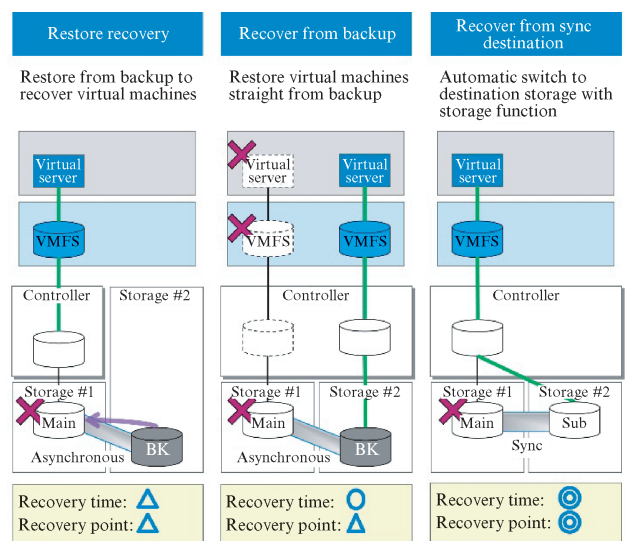 Restore recovery
Restore from backup to
recover virtual machines
Virtual
server
VMFS
Controller
Storage #2
Storage #1
Main
BK
Asynchronous
Recovery time: △
Recovery point: △
Recover from backup
Restore virtual machines
straight from backup
Virtual
server
Virtual
server
VMFS
VMFS
Controller
Storage #1
Storage #2
Main
BK
Asynchronous
Recovery time: ○
Recovery point: △
Recover from sync
destination
Automatic switch to
destination storage with
storage function
Virtual
server
VMFS
Controller
Storage #1
Storage #2
Main
Sub
Sync
Recovery time: ◎
Recovery point: ◎